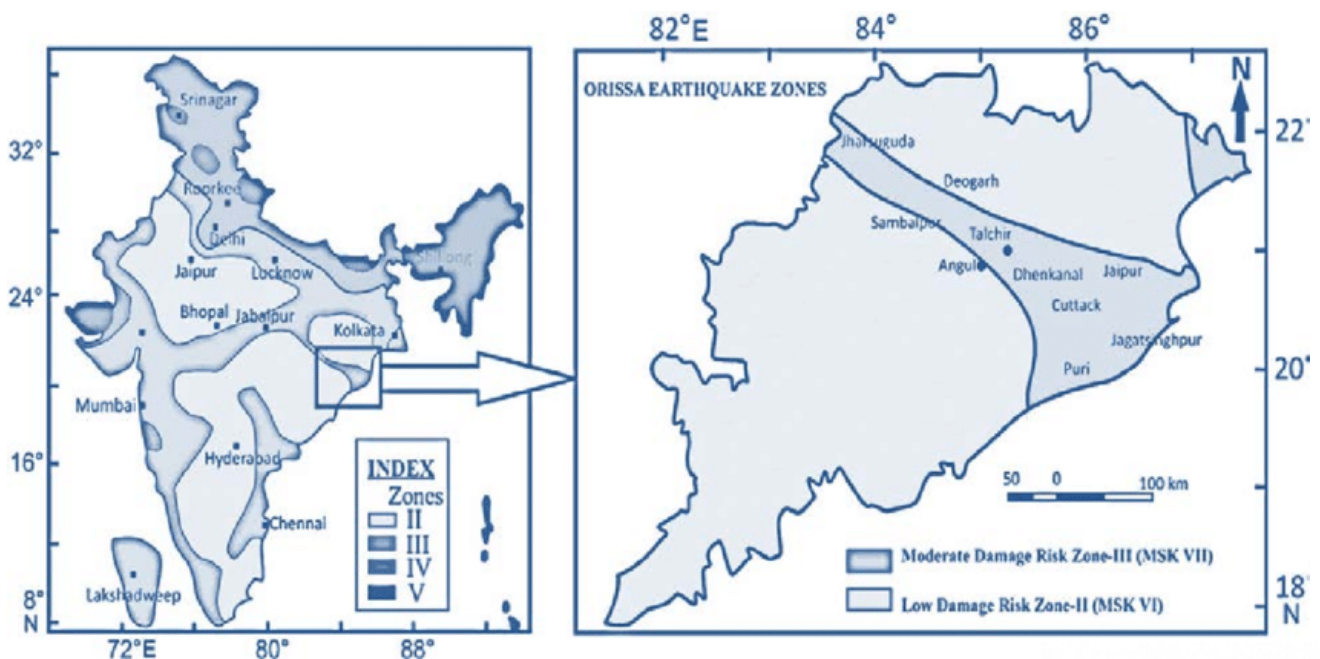 82°E 84° 86°
ORISSA EARTHQUAKE ZONES
N
Srinagar
32°
Roorkee
Delhi
Shillong
Jaipur
Lucknow
24°
Bhopal
Jabalpur
Kolkata
Mumbai
16°
Hyderabad
INDEX
Zones
II
III
IV
V
Chennal
Lakshadweep
8°
N
72°E 80° 88°
22°
Jharsuguda
Deogarh
Sambalpur
Talchir
Angul
Dhenkanal
Jaipur
Cuttack
Jagatsinghpur
Puri
20°
50 0 100 km
Moderate Damage Risk Zone-III (MSK VII)
Low Damage Risk Zone-II (MSK VI)
18°
N